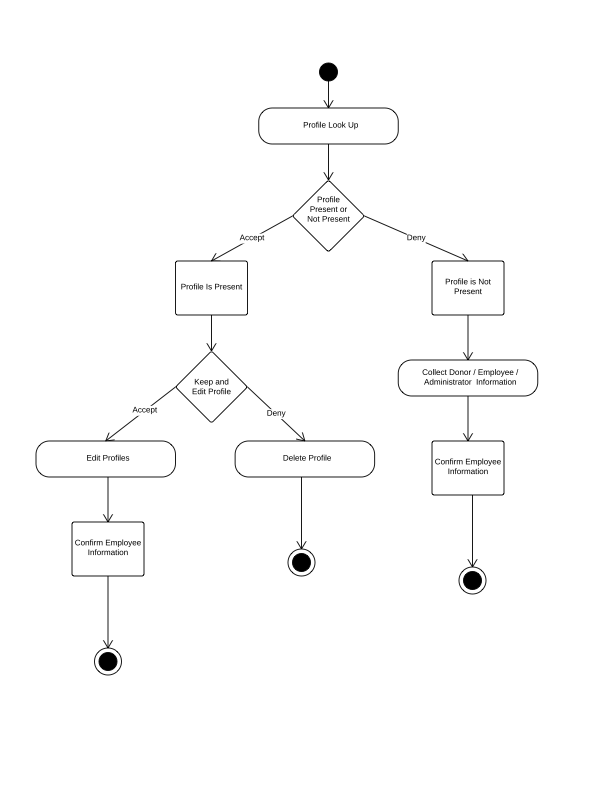 Profile Look Up
Profile
Present or
Not Present
Accept
Deny
Profile Is Present
Profile is Not
Present
Collect Donor / Employee /
Administrator  Information
Keep and
Edit Profile
Accept
Deny
Edit Profiles
Delete Profile
Confirm Employee
Information
Confirm Employee
Information